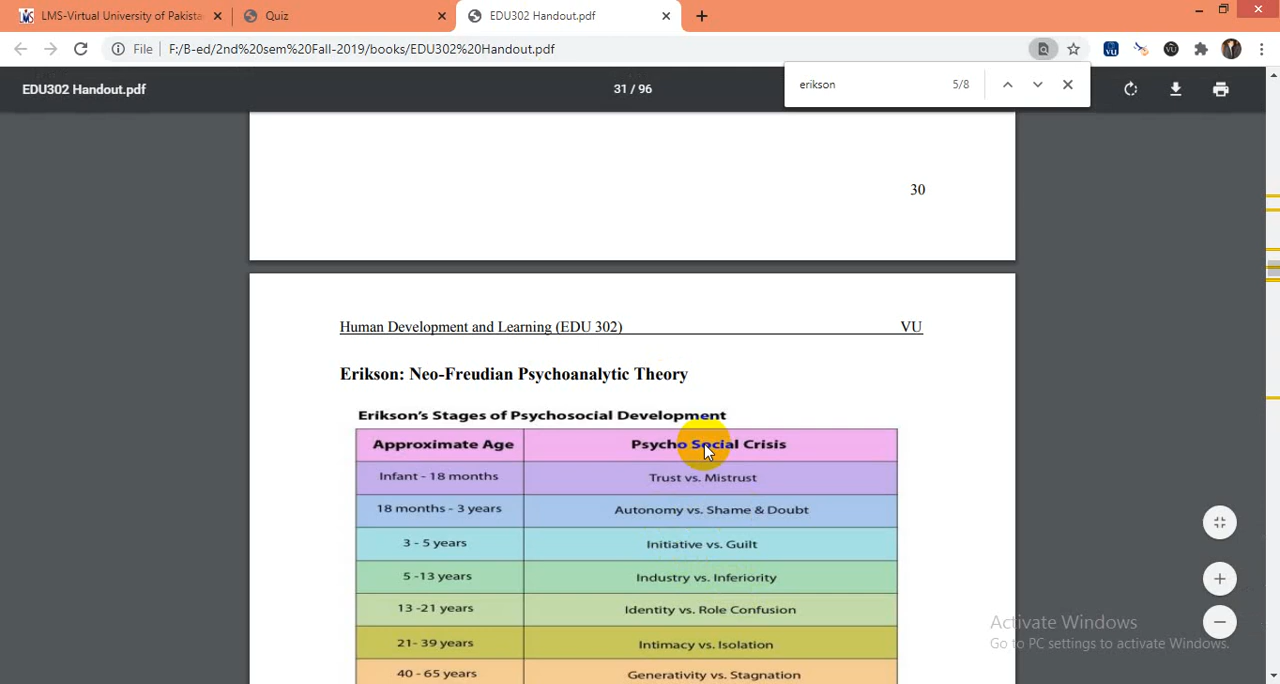 LMS-Virtual University of Pakista
Quiz
EDU302 Handout.pdf
File
F:/B-ed/2nd%20sem%20Fall-2019/books/EDU302%20Handout.pdf
EDU302 Handout.pdf
31 / 96
erikson
5/8
30
Human Development and Learning (EDU 302)
VU
Erikson: Neo-Freudian Psychoanalytic Theory
Erikson's Stages of Psychosocial Development
Approximate Age
Psycho Social Crisis
Infant - 18 months
Trust vs. Mistrust
18 months - 3 years
Autonomy vs. Shame & Doubt
3 - 5 years
Initiative vs. Guilt
5 -13 years
Industry vs. Inferiority
13 -21 years
Identity vs. Role Confusion
21- 39 years
Intimacy vs. Isolation
40 - 65 years
Generativity vs. Stagnation
Activate Windows
Go to PC settings to activate Windows.